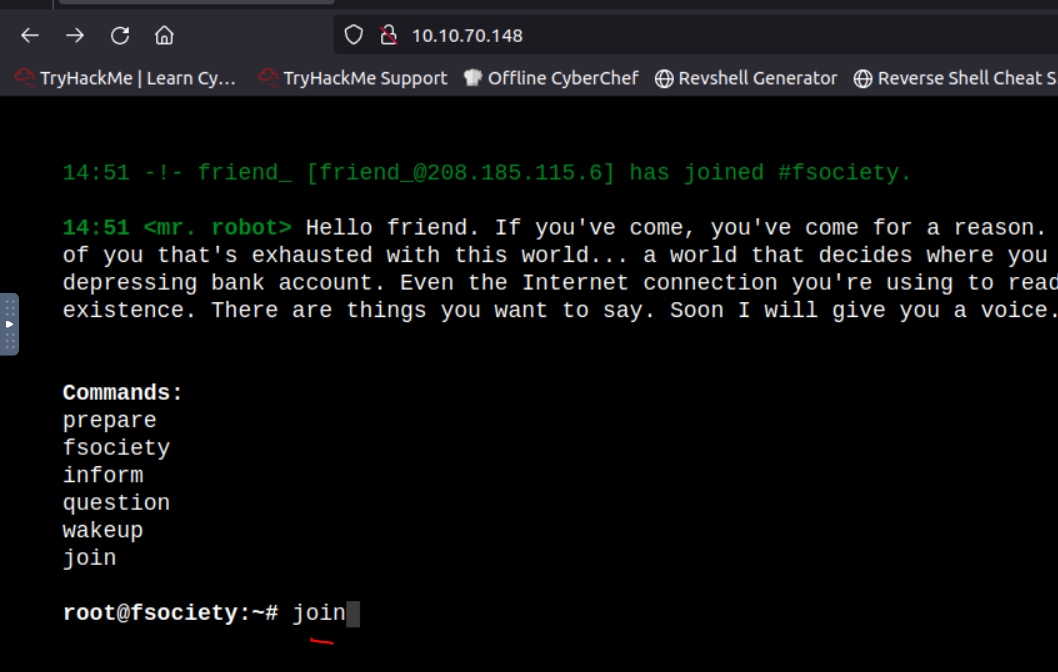 10.10.70.148
TryHackMe | Learn Cy... TryHackMe Support Offline CyberChef Revshell Generator Reverse Shell Cheat S
14:51 -!- friend_ [friend_@208.185.115.6] has joined #fsociety.
14:51 <mr. robot> Hello friend. If you've come, you've come for a reason.
of you that's exhausted with this world... a world that decides where you
depressing bank account. Even the Internet connection you're using to read
existence. There are things you want to say. Soon I will give you a voice.
Commands:
prepare
fsociety
inform
question
wakeup
join
root@fsociety:~# join